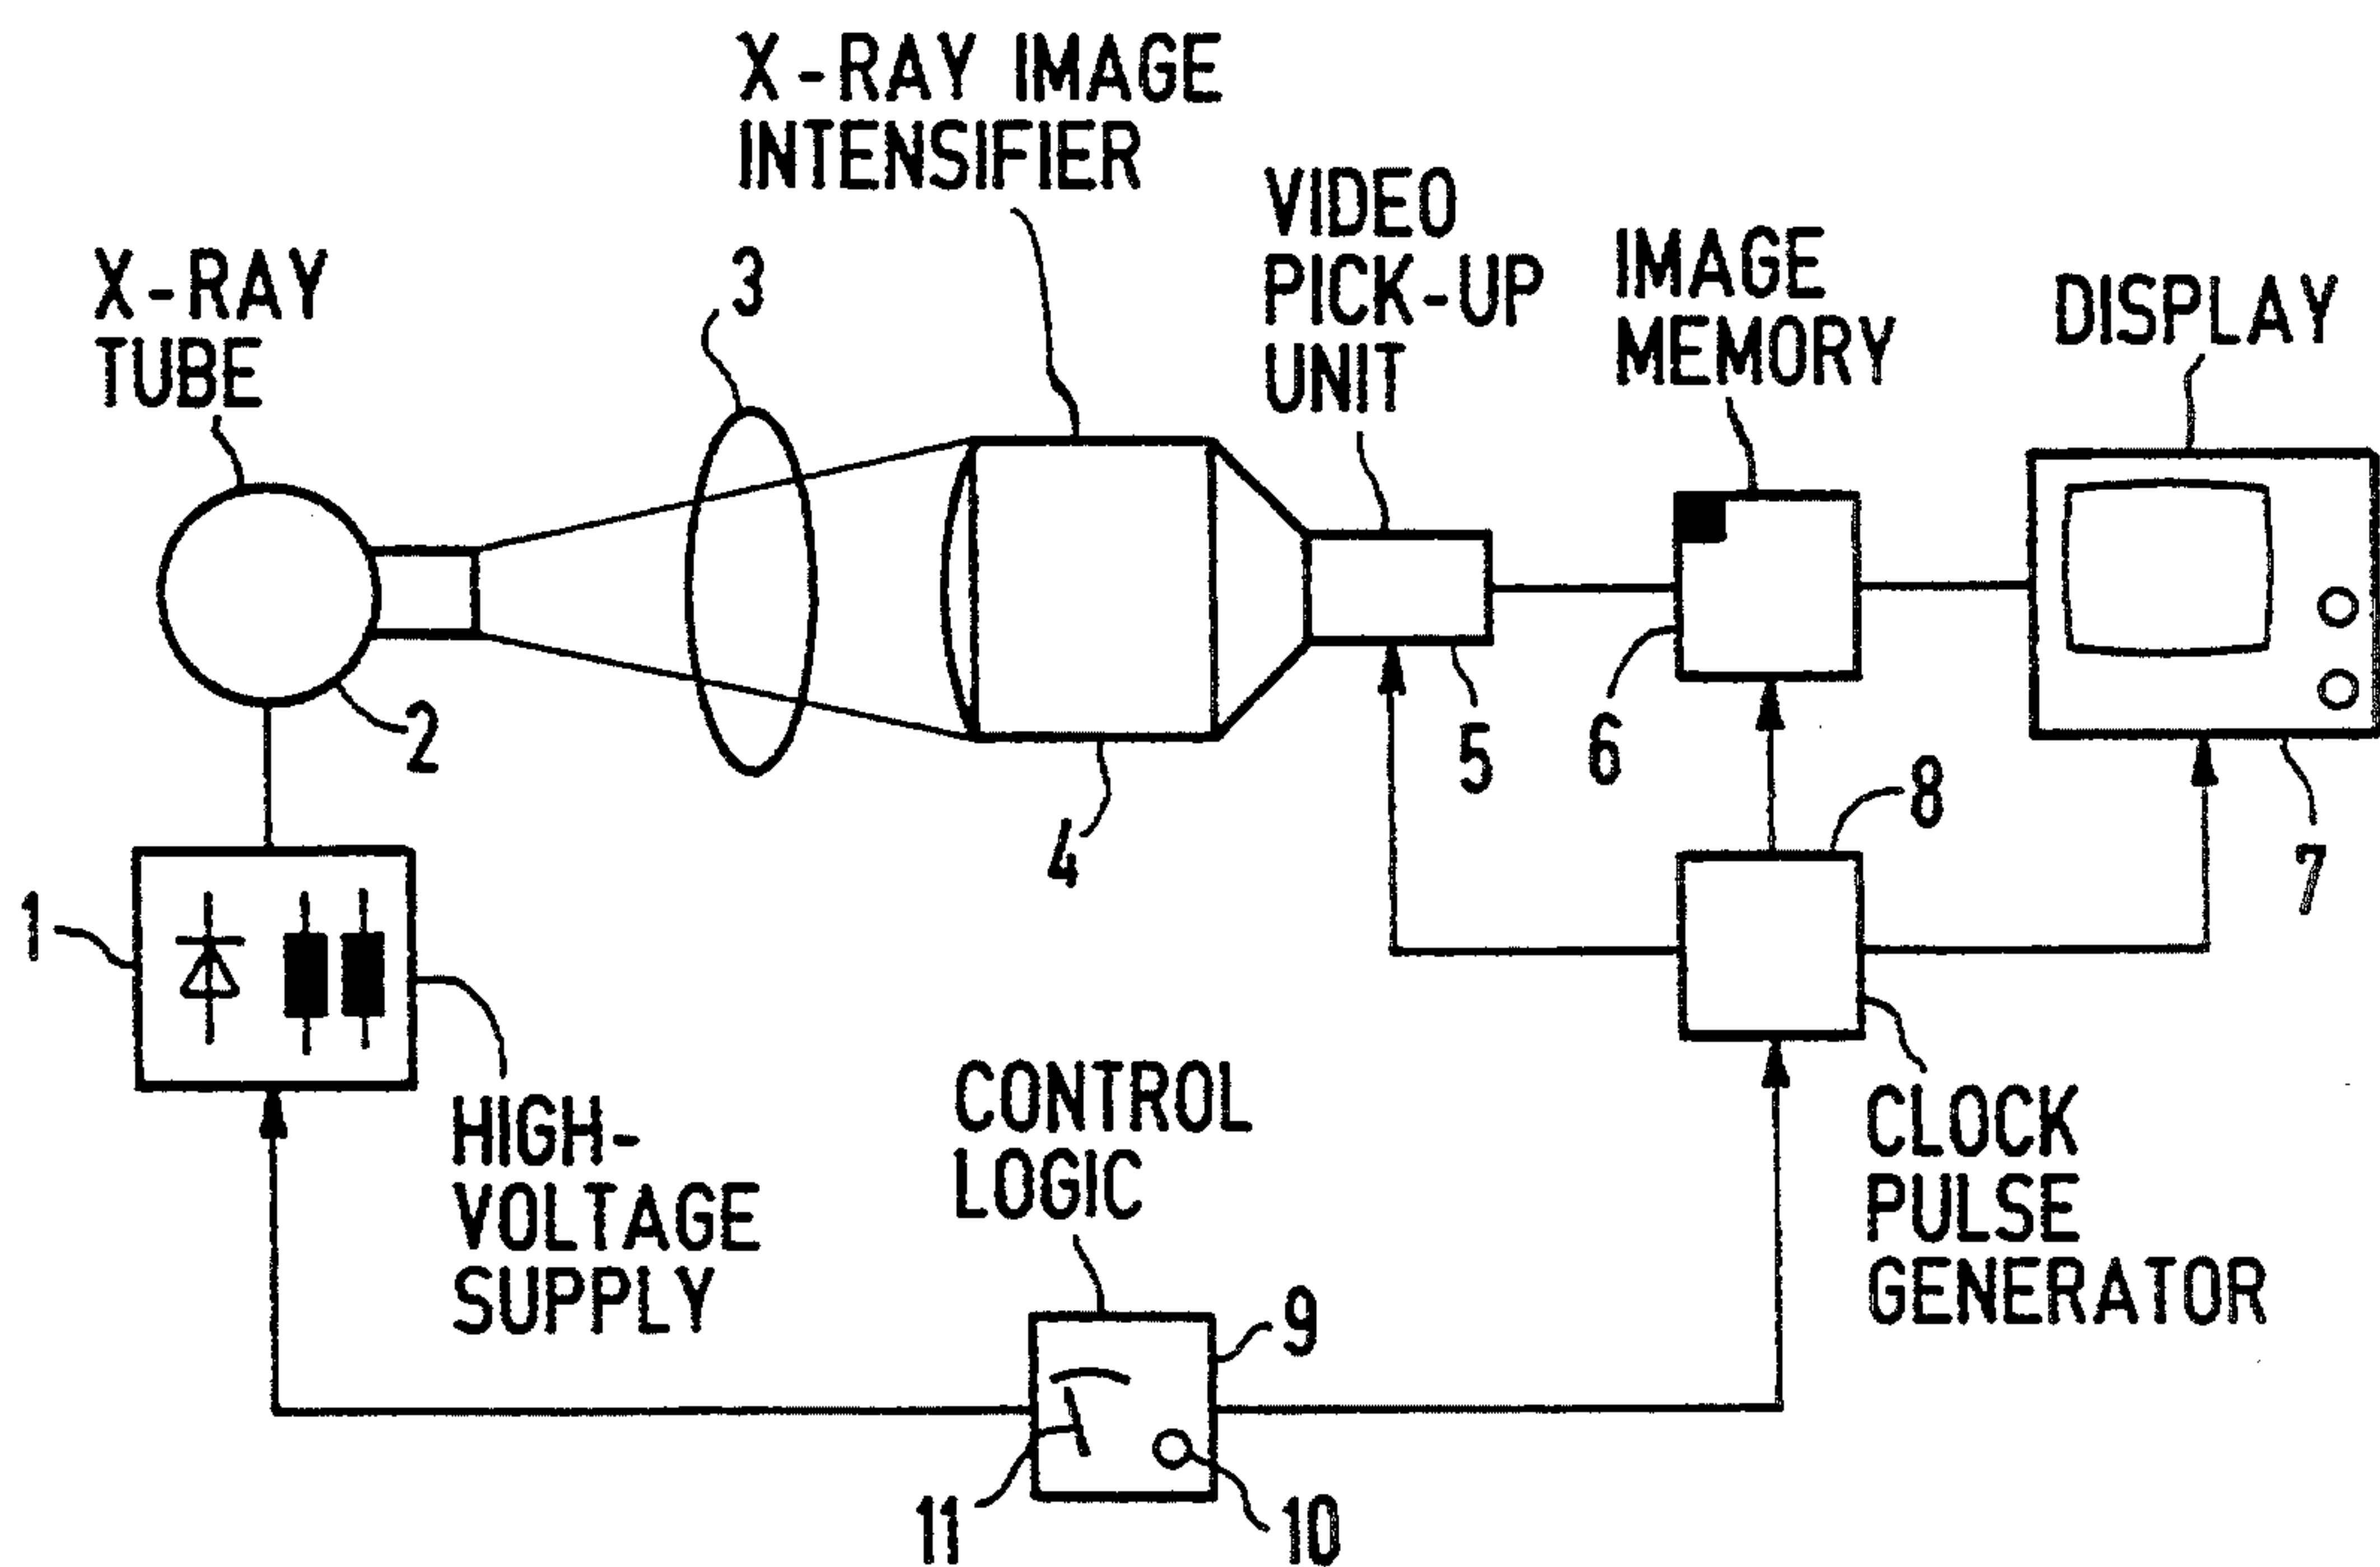 X-RAY IMAGE
INTENSIFIER
VIDEO
PICK-UP
UNIT
IMAGE
MEMORY
DISPLAY
X-RAY
TUBE
3
2
4
5
6
7
8
1
HIGH-
VOLTAGE
SUPPLY
CONTROL
LOGIC
CLOCK
PULSE
GENERATOR
9
11
10